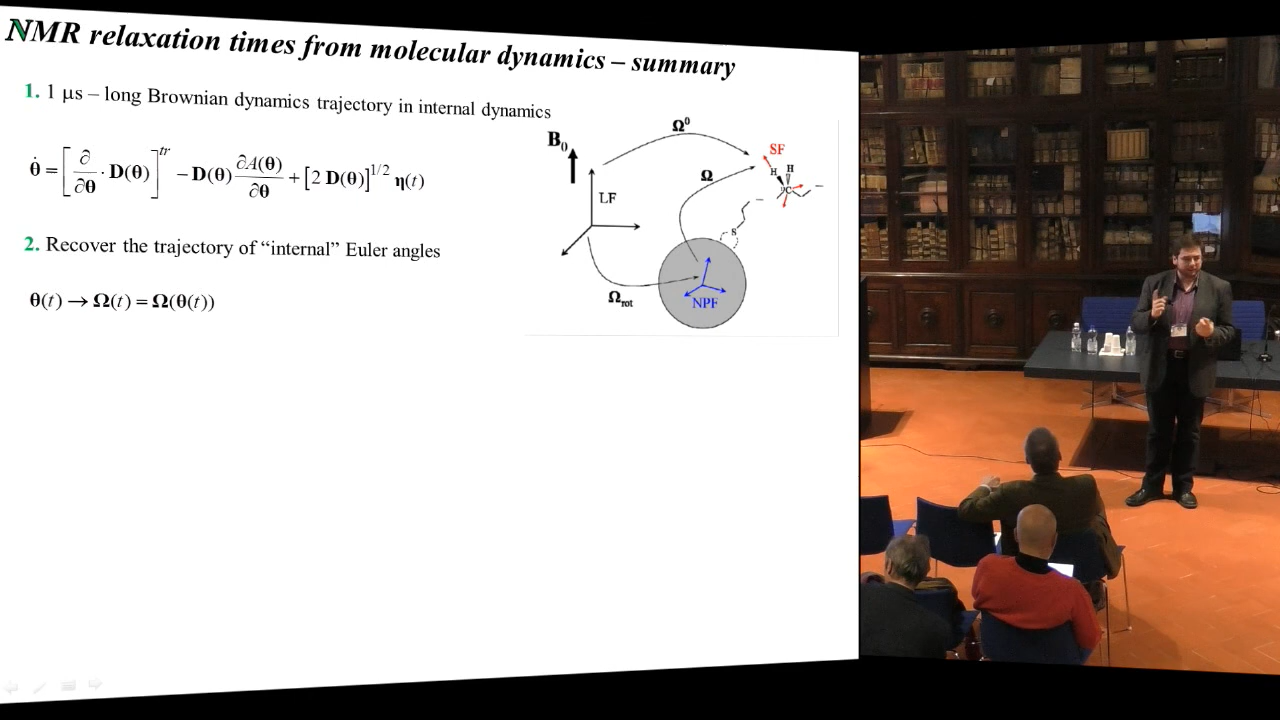 NMR relaxation times from molecular dynamics – summary
1. 1 μs – long Brownian dynamics trajectory in internal dynamics
θ̇ = [∂/∂θ · D(θ)]^tr − D(θ) ∂A(θ)/∂θ + [2 D(θ)]^1/2 η(t)
2. Recover the trajectory of “internal” Euler angles
θ(t) → Ω(t) = Ω(θ(t))
B₀
Ω⁰
SF
H H
Ω
¹³C
LF
S
Ω_rot
NPF